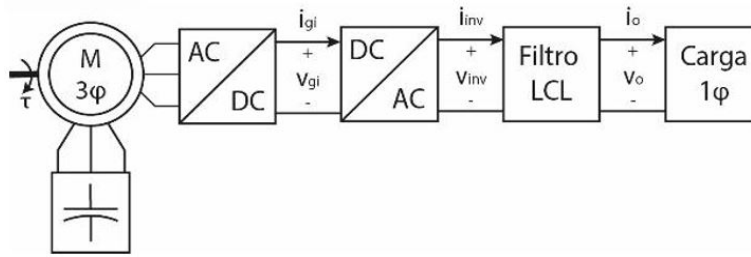 M
3φ
τ
AC
DC
i_gi
+
v_gi
-
DC
AC
i_inv
+
v_inv
-
Filtro
LCL
i_o
+
v_o
-
Carga
1φ